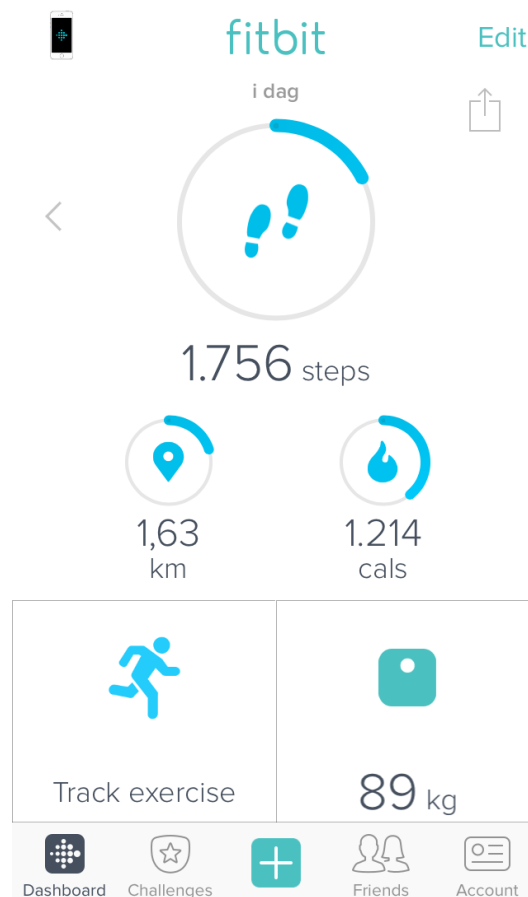 fitbit
Edit
i dag
1.756 steps
1,63
km
1.214
cals
Track exercise
89 kg
Dashboard
Challenges
Friends
Account